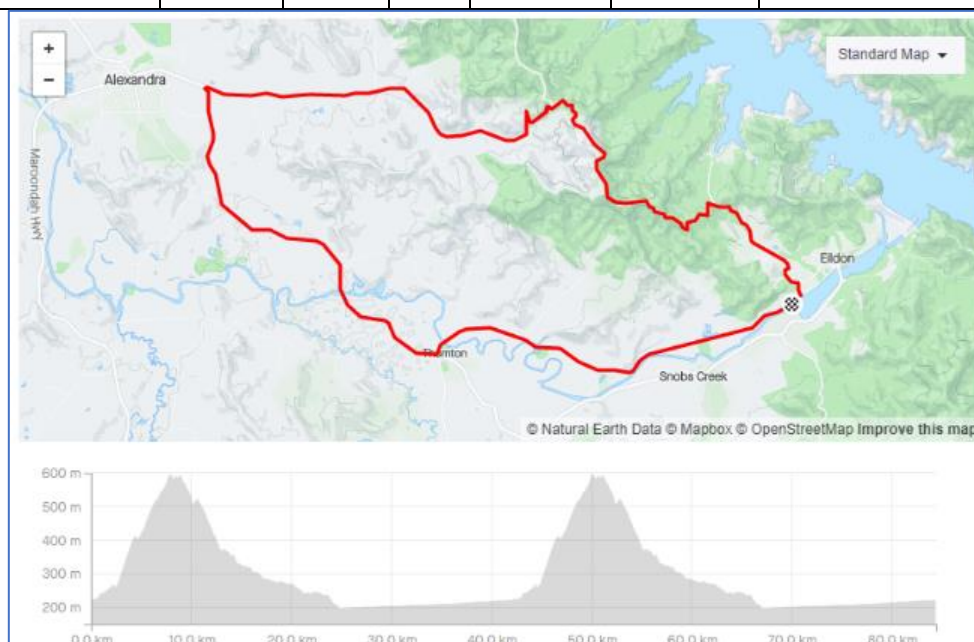 +
Standard Map
−
Alexandra
Maroondah HWY
Eildon
Thornton
Snobs Creek
© Natural Earth Data © Mapbox © OpenStreetMap Improve this map
600 m
500 m
400 m
300 m
200 m
0.0 km 10.0 km 20.0 km 30.0 km 40.0 km 50.0 km 60.0 km 70.0 km 80.0 km